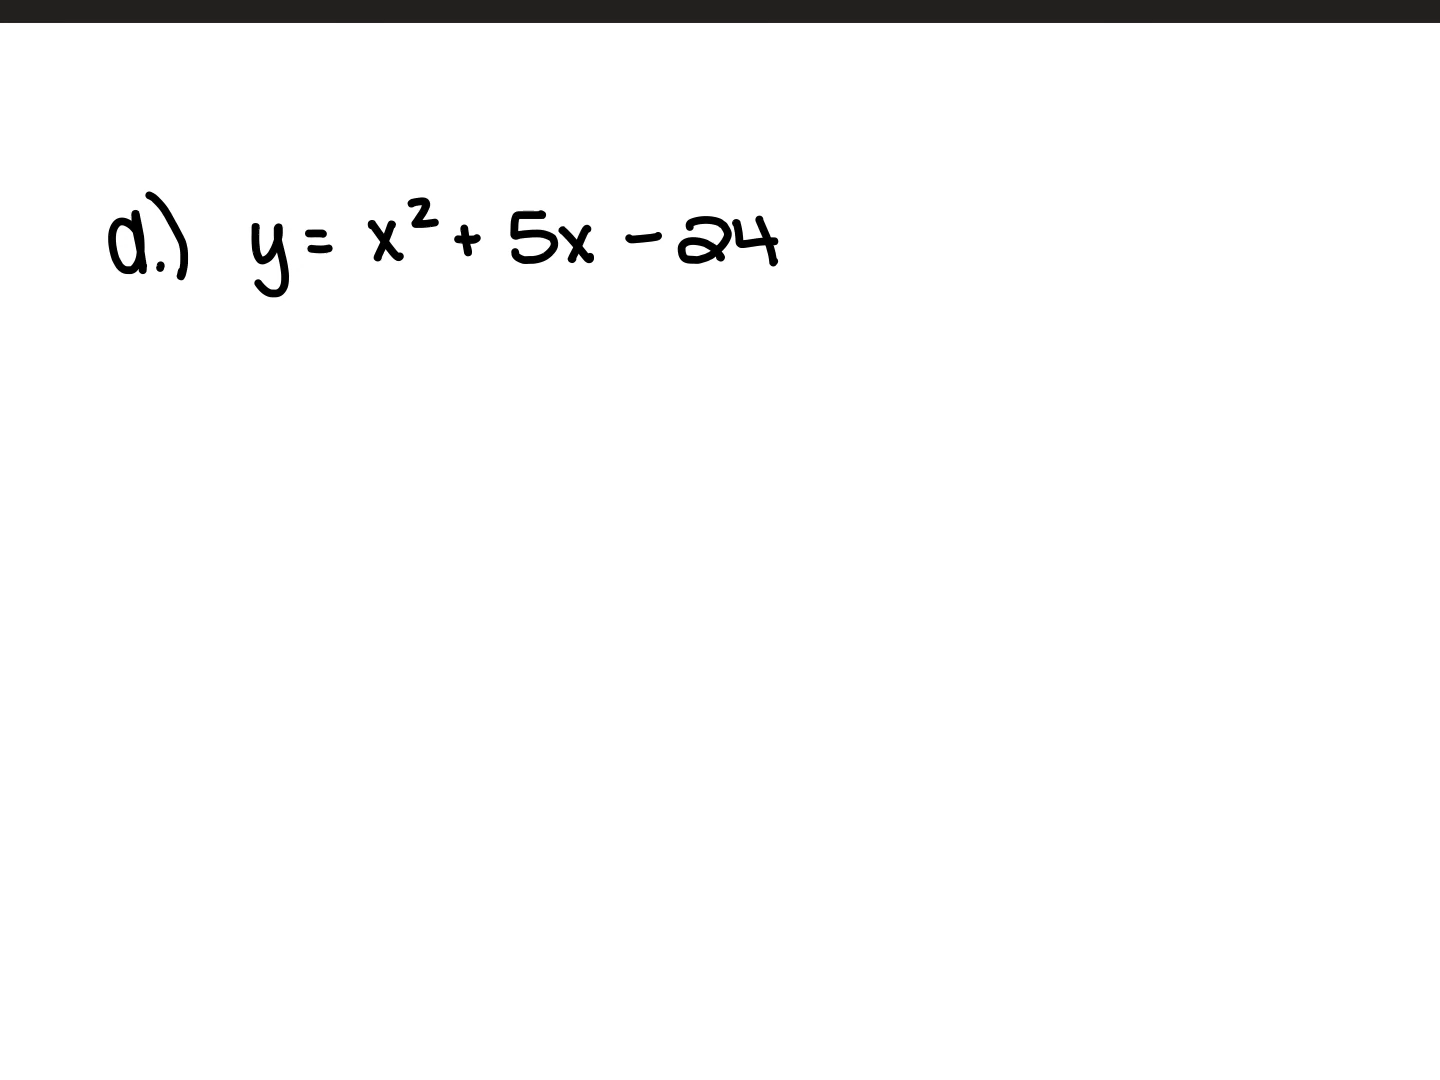 a.) y = x² + 5x - 24